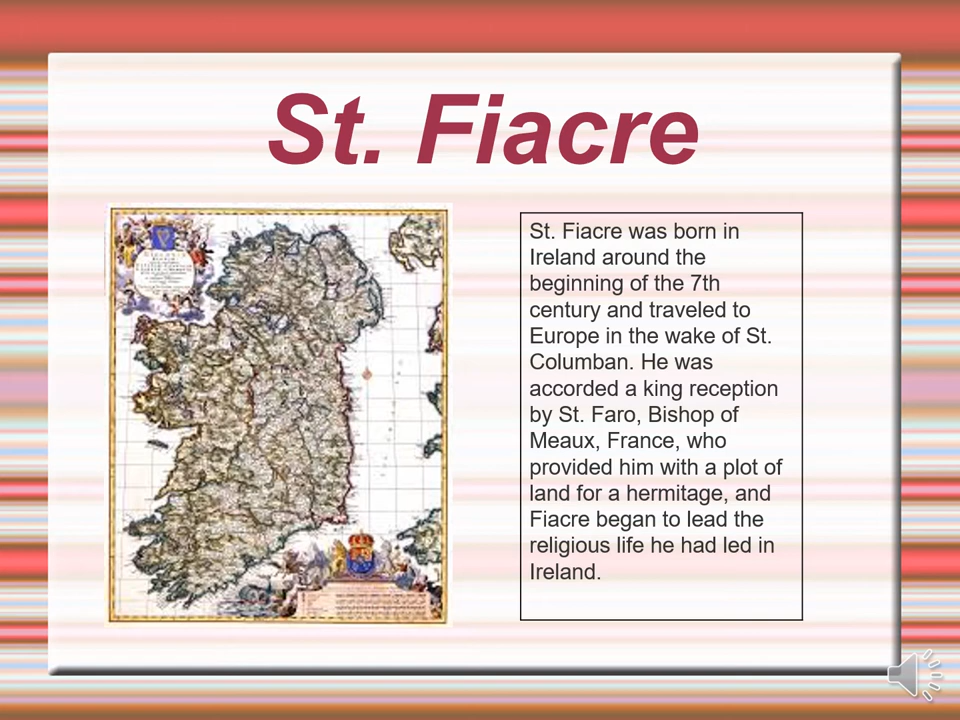 St. Fiacre
St. Fiacre was born in
Ireland around the
beginning of the 7th
century and traveled to
Europe in the wake of St.
Columban. He was
accorded a king reception
by St. Faro, Bishop of
Meaux, France, who
provided him with a plot of
land for a hermitage, and
Fiacre began to lead the
religious life he had led in
Ireland.